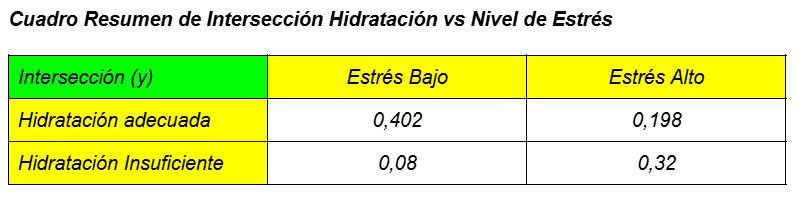 Cuadro Resumen de Intersección Hidratación vs Nivel de Estrés
Intersección (y) Estrés Bajo Estrés Alto
Hidratación adecuada 0,402 0,198
Hidratación Insuficiente 0,08 0,32